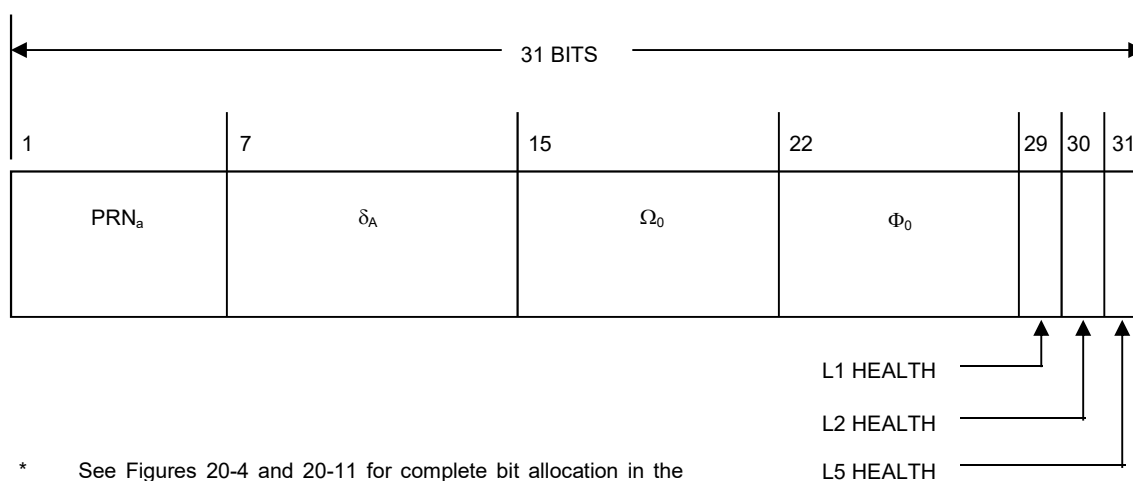 31 BITS
1 7 15 22 29 30 31
PRNa δA Ω0 Φ0
L1 HEALTH
L2 HEALTH
L5 HEALTH
* See Figures 20-4 and 20-11 for complete bit allocation in the